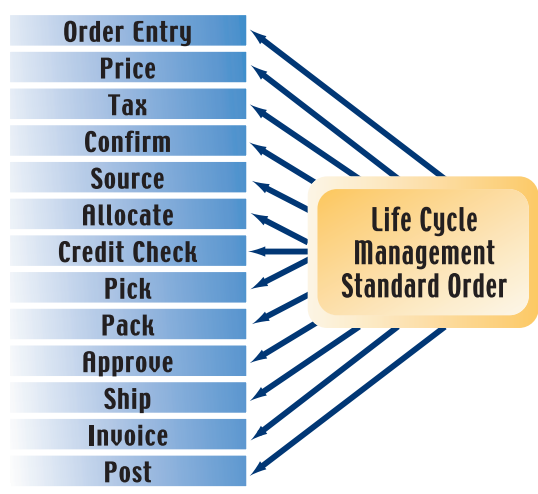 Order Entry
Price
Tax
Confirm
Source
Allocate
Credit Check
Pick
Pack
Approve
Ship
Invoice
Post
Life Cycle
Management
Standard Order